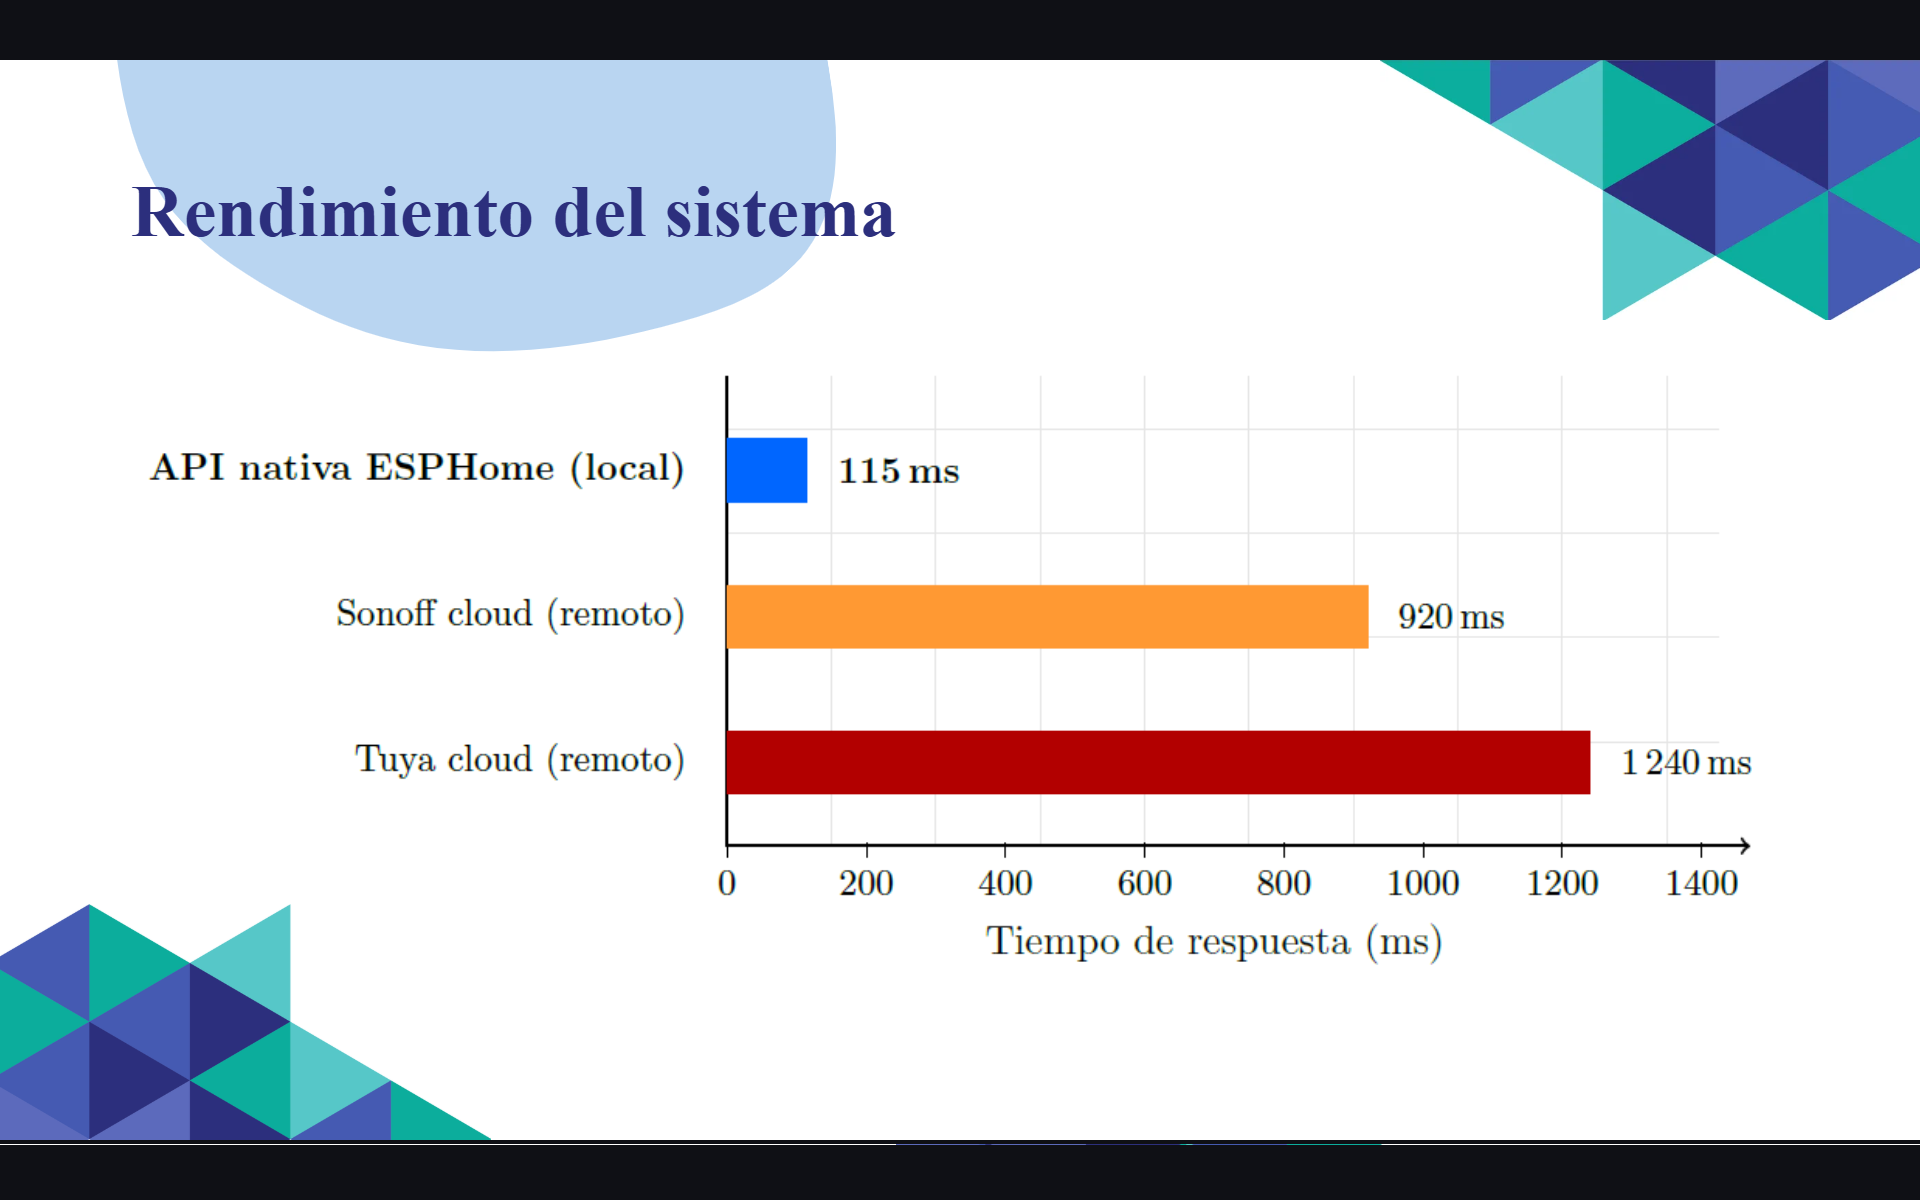 Rendimiento del sistema
API nativa ESPHome (local)
115 ms
Sonoff cloud (remoto)
920 ms
Tuya cloud (remoto)
1 240 ms
0 200 400 600 800 1000 1200 1400
Tiempo de respuesta (ms)